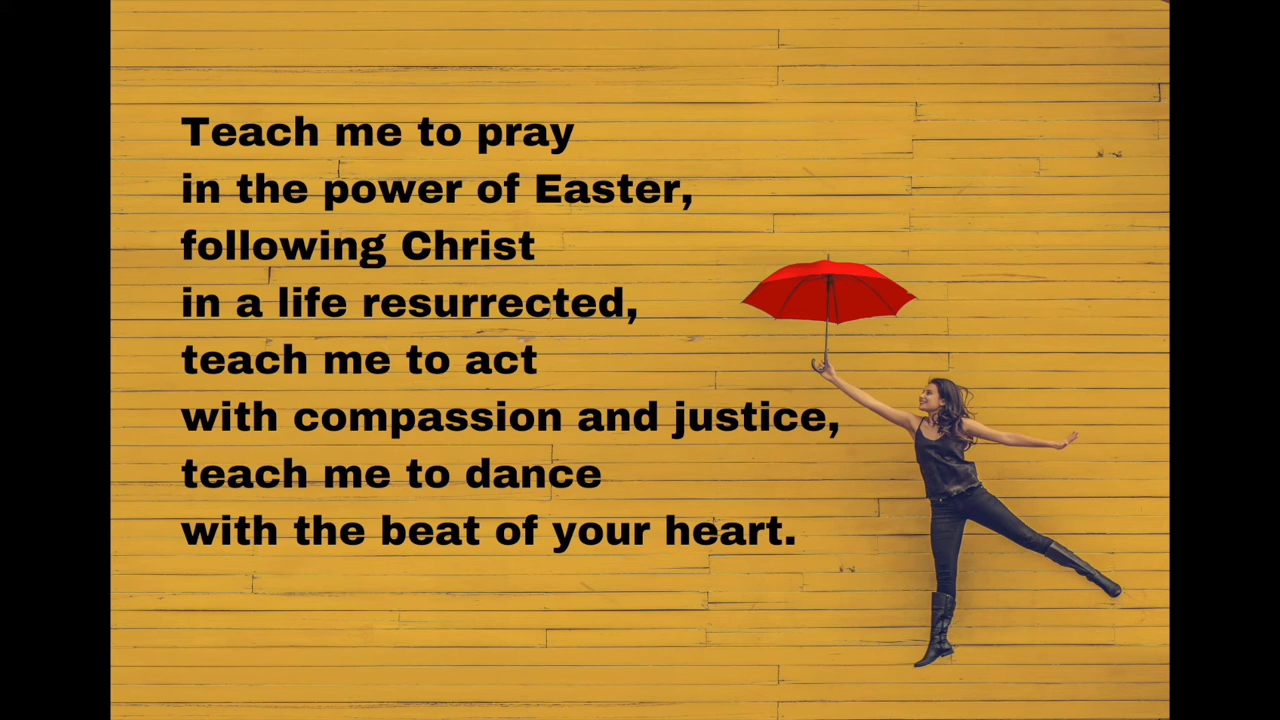 Teach me to pray
in the power of Easter,
following Christ
in a life resurrected,
teach me to act
with compassion and justice,
teach me to dance
with the beat of your heart.